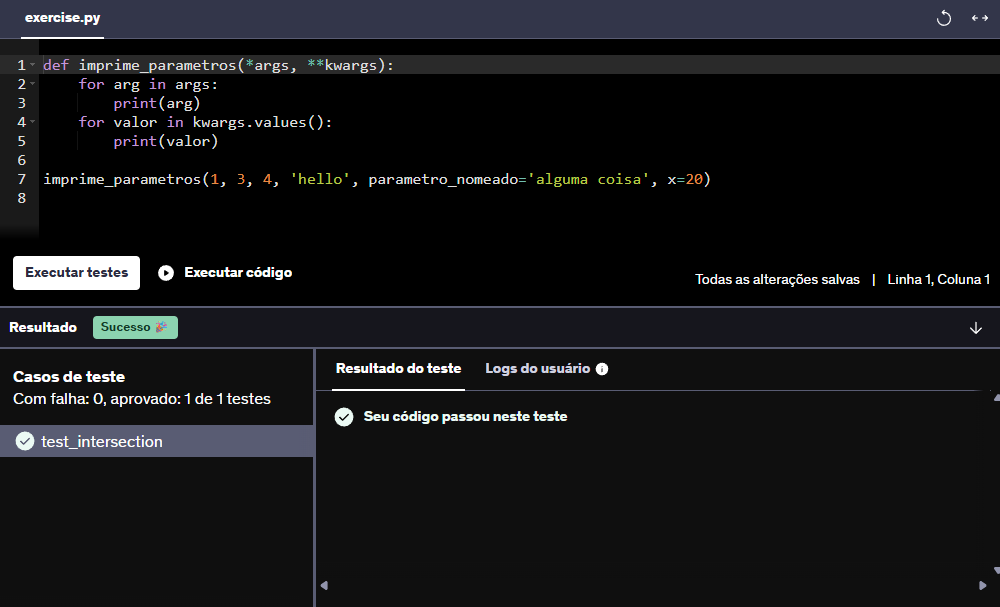 exercise.py
1 def imprime_parametros(*args, **kwargs):
2     for arg in args:
3         print(arg)
4     for valor in kwargs.values():
5         print(valor)
6
7 imprime_parametros(1, 3, 4, 'hello', parametro_nomeado='alguma coisa', x=20)
8
Executar testes Executar código
Todas as alterações salvas | Linha 1, Coluna 1
Resultado Sucesso 🎉
Casos de teste
Com falha: 0, aprovado: 1 de 1 testes
test_intersection
Resultado do teste Logs do usuário
Seu código passou neste teste